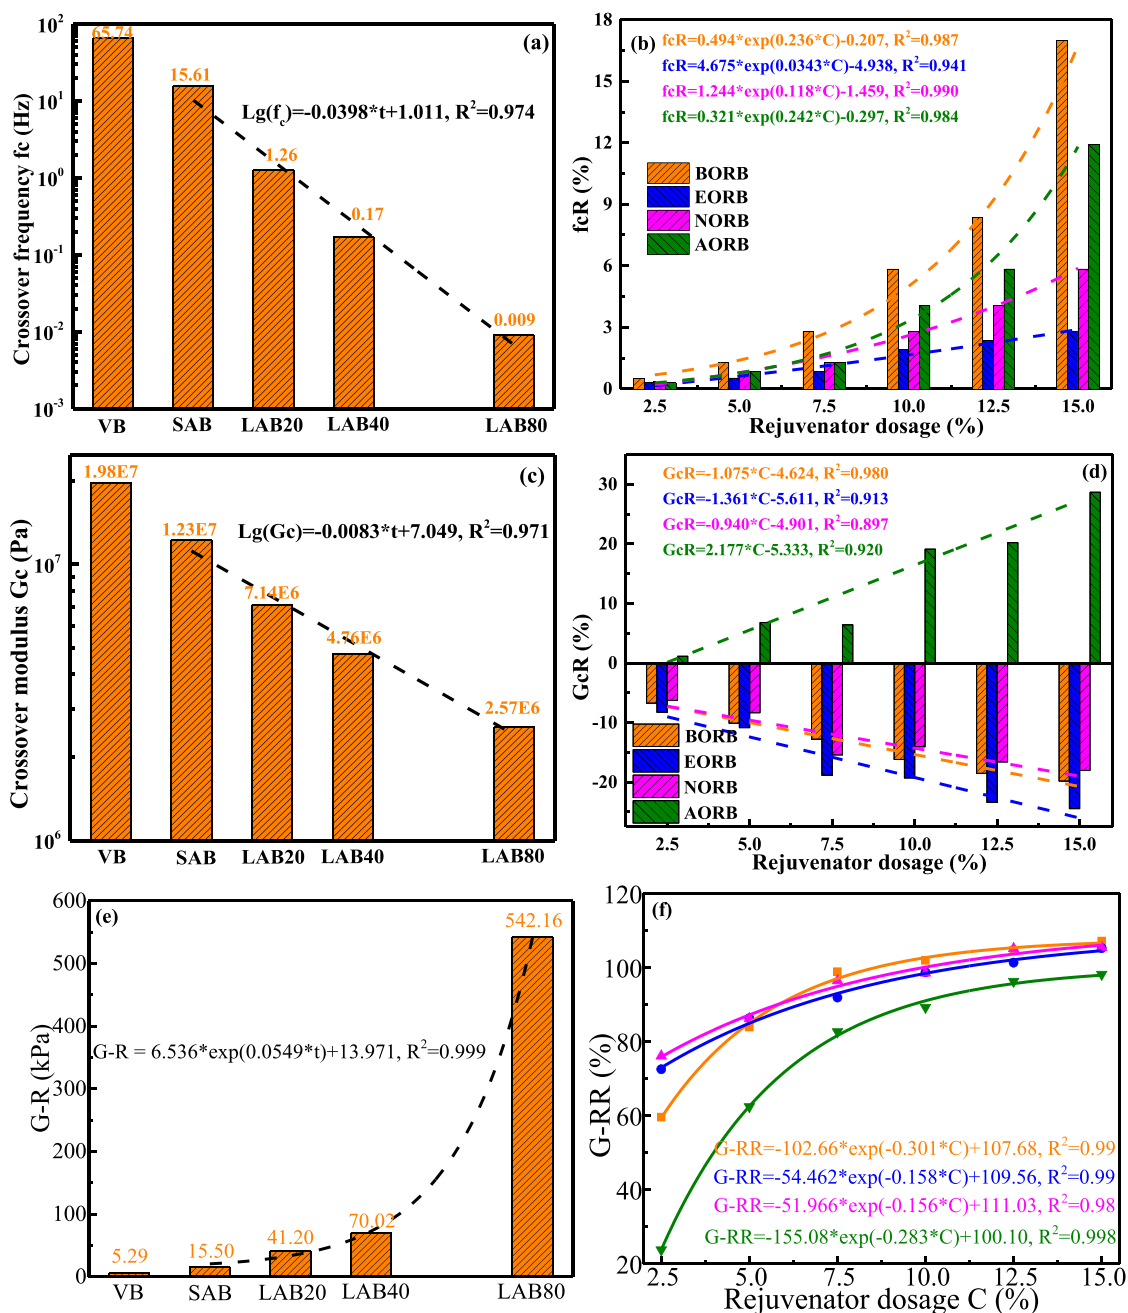 (a)
Crossover frequency fc (Hz)
10² 10¹ 10⁰ 10⁻¹ 10⁻² 10⁻³
65.74
15.61
1.26
0.17
0.009
Lg(f_c)=-0.0398*t+1.011, R²=0.974
VB SAB LAB20 LAB40 LAB80
(b)
fcR (%)
18 15 12 9 6 3 0
fcR=0.494*exp(0.236*C)-0.207, R²=0.987
fcR=4.675*exp(0.0343*C)-4.938, R²=0.941
fcR=1.244*exp(0.118*C)-1.459, R²=0.990
fcR=0.321*exp(0.242*C)-0.297, R²=0.984
BORB
EORB
NORB
AORB
2.5 5.0 7.5 10.0 12.5 15.0
Rejuvenator dosage (%)
(c)
Crossover modulus Gc (Pa)
10⁷ 10⁶
1.98E7
1.23E7
7.14E6
4.76E6
2.57E6
Lg(Gc)=-0.0083*t+7.049, R²=0.971
VB SAB LAB20 LAB40 LAB80
(d)
GcR (%)
30 20 10 0 -10 -20
GcR=-1.075*C-4.624, R²=0.980
GcR=-1.361*C-5.611, R²=0.913
GcR=-0.940*C-4.901, R²=0.897
GcR=2.177*C-5.333, R²=0.920
BORB
EORB
NORB
AORB
2.5 5.0 7.5 10.0 12.5 15.0
Rejuvenator dosage (%)
(e)
G-R (kPa)
600 500 400 300 200 100 0
5.29
15.50
41.20
70.02
542.16
G-R = 6.536*exp(0.0549*t)+13.971, R²=0.999
VB SAB LAB20 LAB40 LAB80
(f)
G-RR (%)
120 100 80 60 40 20
G-RR=-102.66*exp(-0.301*C)+107.68, R²=0.99
G-RR=-54.462*exp(-0.158*C)+109.56, R²=0.99
G-RR=-51.966*exp(-0.156*C)+111.03, R²=0.98
G-RR=-155.08*exp(-0.283*C)+100.10, R²=0.998
2.5 5.0 7.5 10.0 12.5 15.0
Rejuvenator dosage C (%)